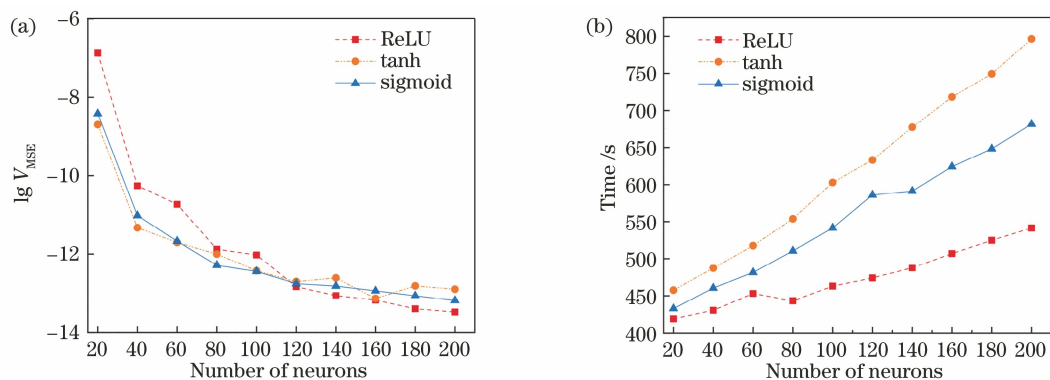 (a)
lg V_MSE
−6
−8
−10
−12
−14
ReLU
tanh
sigmoid
20 40 60 80 100 120 140 160 180 200
Number of neurons
(b)
Time /s
800
750
700
650
600
550
500
450
400
ReLU
tanh
sigmoid
20 40 60 80 100 120 140 160 180 200
Number of neurons